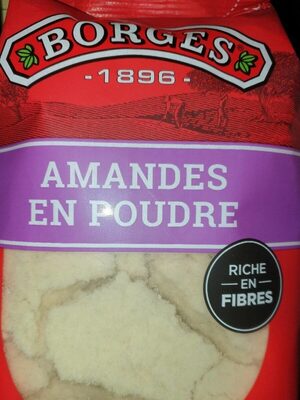 BORGES
-1896-
AMANDES
EN POUDRE
RICHE
EN
FIBRES